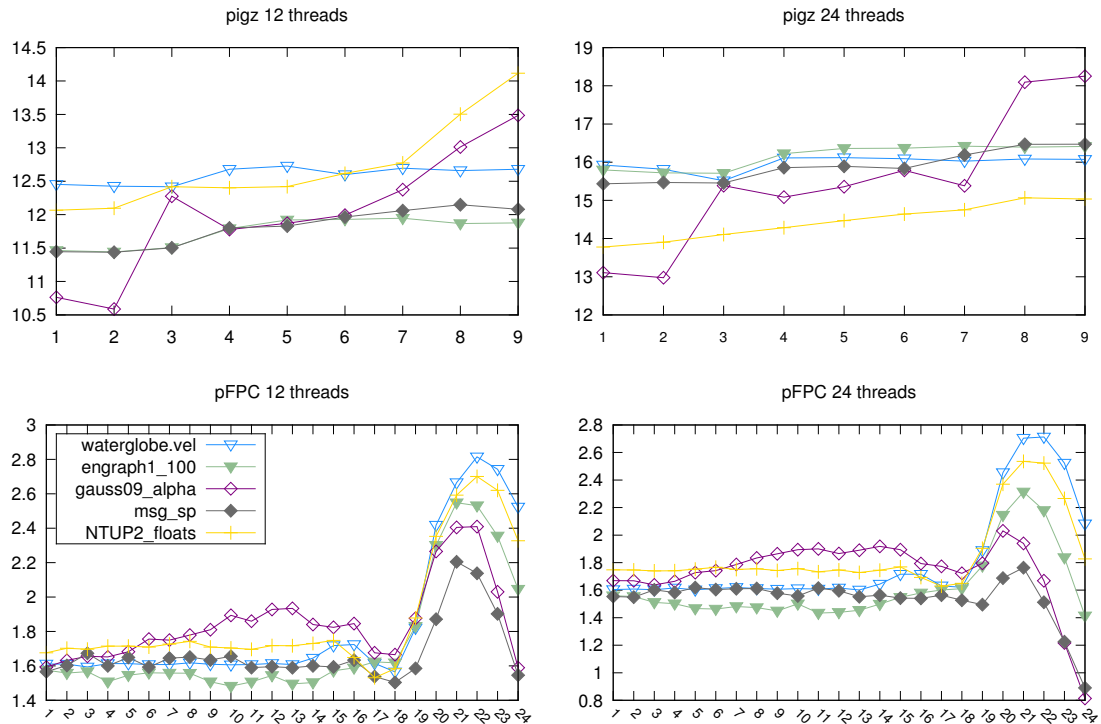 pigz 12 threads
14.5
14
13.5
13
12.5
12
11.5
11
10.5
1 2 3 4 5 6 7 8 9
pigz 24 threads
19
18
17
16
15
14
13
12
1 2 3 4 5 6 7 8 9
pFPC 12 threads
3
2.8
2.6
2.4
2.2
2
1.8
1.6
1.4
waterglobe.vel
engraph1_100
gauss09_alpha
msg_sp
NTUP2_floats
1 2 3 4 5 6 7 8 9 10 11 12 13 14 15 16 17 18 19 20 21 22 23 24
pFPC 24 threads
2.8
2.6
2.4
2.2
2
1.8
1.6
1.4
1.2
1
0.8
1 2 3 4 5 6 7 8 9 10 11 12 13 14 15 16 17 18 19 20 21 22 23 24